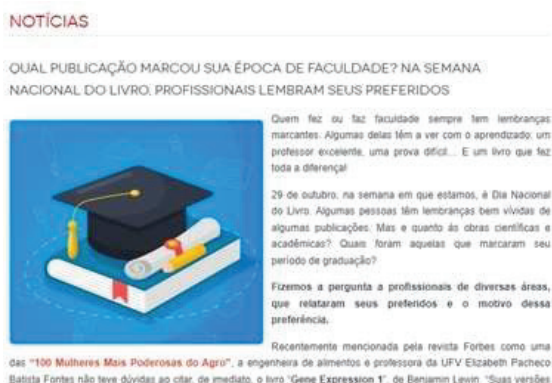 NOTÍCIAS
QUAL PUBLICAÇÃO MARCOU SUA ÉPOCA DE FACULDADE? NA SEMANA
NACIONAL DO LIVRO, PROFISSIONAIS LEMBRAM SEUS PREFERIDOS
Quem fez ou faz faculdade sempre tem lembranças
marcantes. Algumas delas têm a ver com o aprendizado: um
professor excelente, uma prova difícil... E um livro que fez
toda a diferença!
29 de outubro, na semana em que estamos, é Dia Nacional
do Livro. Algumas pessoas têm lembranças bem vívidas de
algumas publicações. Mas e quanto às obras científicas e
acadêmicas? Quais foram aquelas que marcaram seu
período de graduação?
Fizemos a pergunta a profissionais de diversas áreas,
que relataram seus preferidos e o motivo dessa
preferência.
Recentemente mencionada pela revista Forbes como uma
das "100 Mulheres Mais Poderosas do Agro", a engenheira de alimentos e professora da UFV Elizabeth Pacheco
Batista Fontes não teve dúvidas ao citar, de imediato, o livro "Gene Expression 1", de Benjamin Lewin. "Suas versões